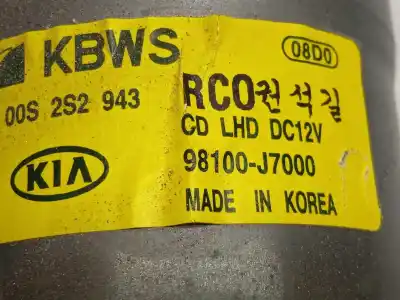 KBWS
08D0
00S 2S2 943
RCO권석길
CD LHD DC12V
KIA
98100-J7000
MADE IN KOREA